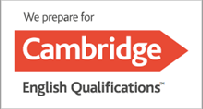 We prepare for
Cambridge
English Qualifications™